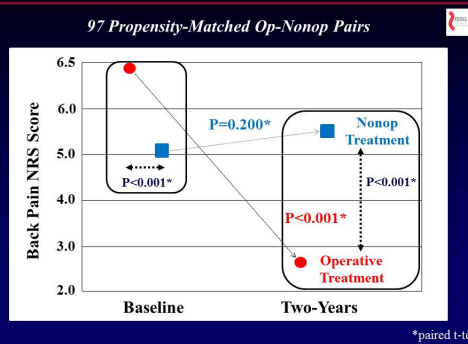 97 Propensity-Matched Op-Nonop Pairs
ISSG
Back Pain NRS Score
6.5
6.0
5.0
4.0
3.0
2.0
P=0.200*
Nonop
Treatment
P<0.001*
P<0.001*
P<0.001*
Operative
Treatment
Baseline
Two-Years
*paired t-te